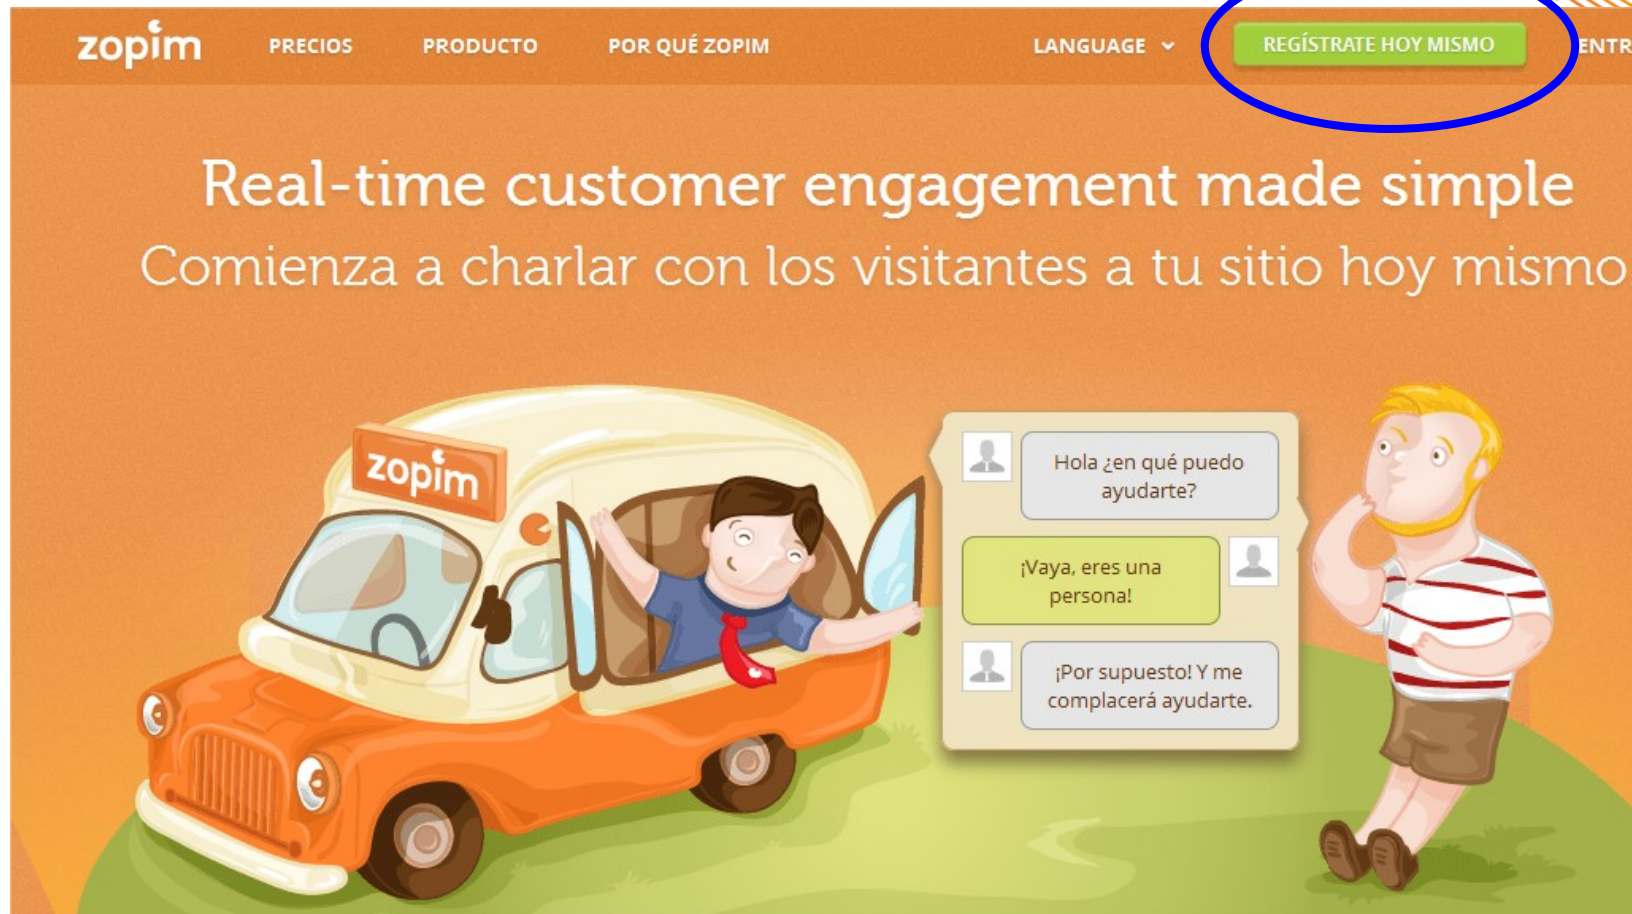 zopim PRECIOS PRODUCTO POR QUÉ ZOPIM LANGUAGE REGÍSTRATE HOY MISMO
Real-time customer engagement made simple
Comienza a charlar con los visitantes a tu sitio hoy mismo
zopim
Hola ¿en qué puedo
ayudarte?
¡Vaya, eres una
persona!
¡Por supuesto! Y me
complacerá ayudarte.